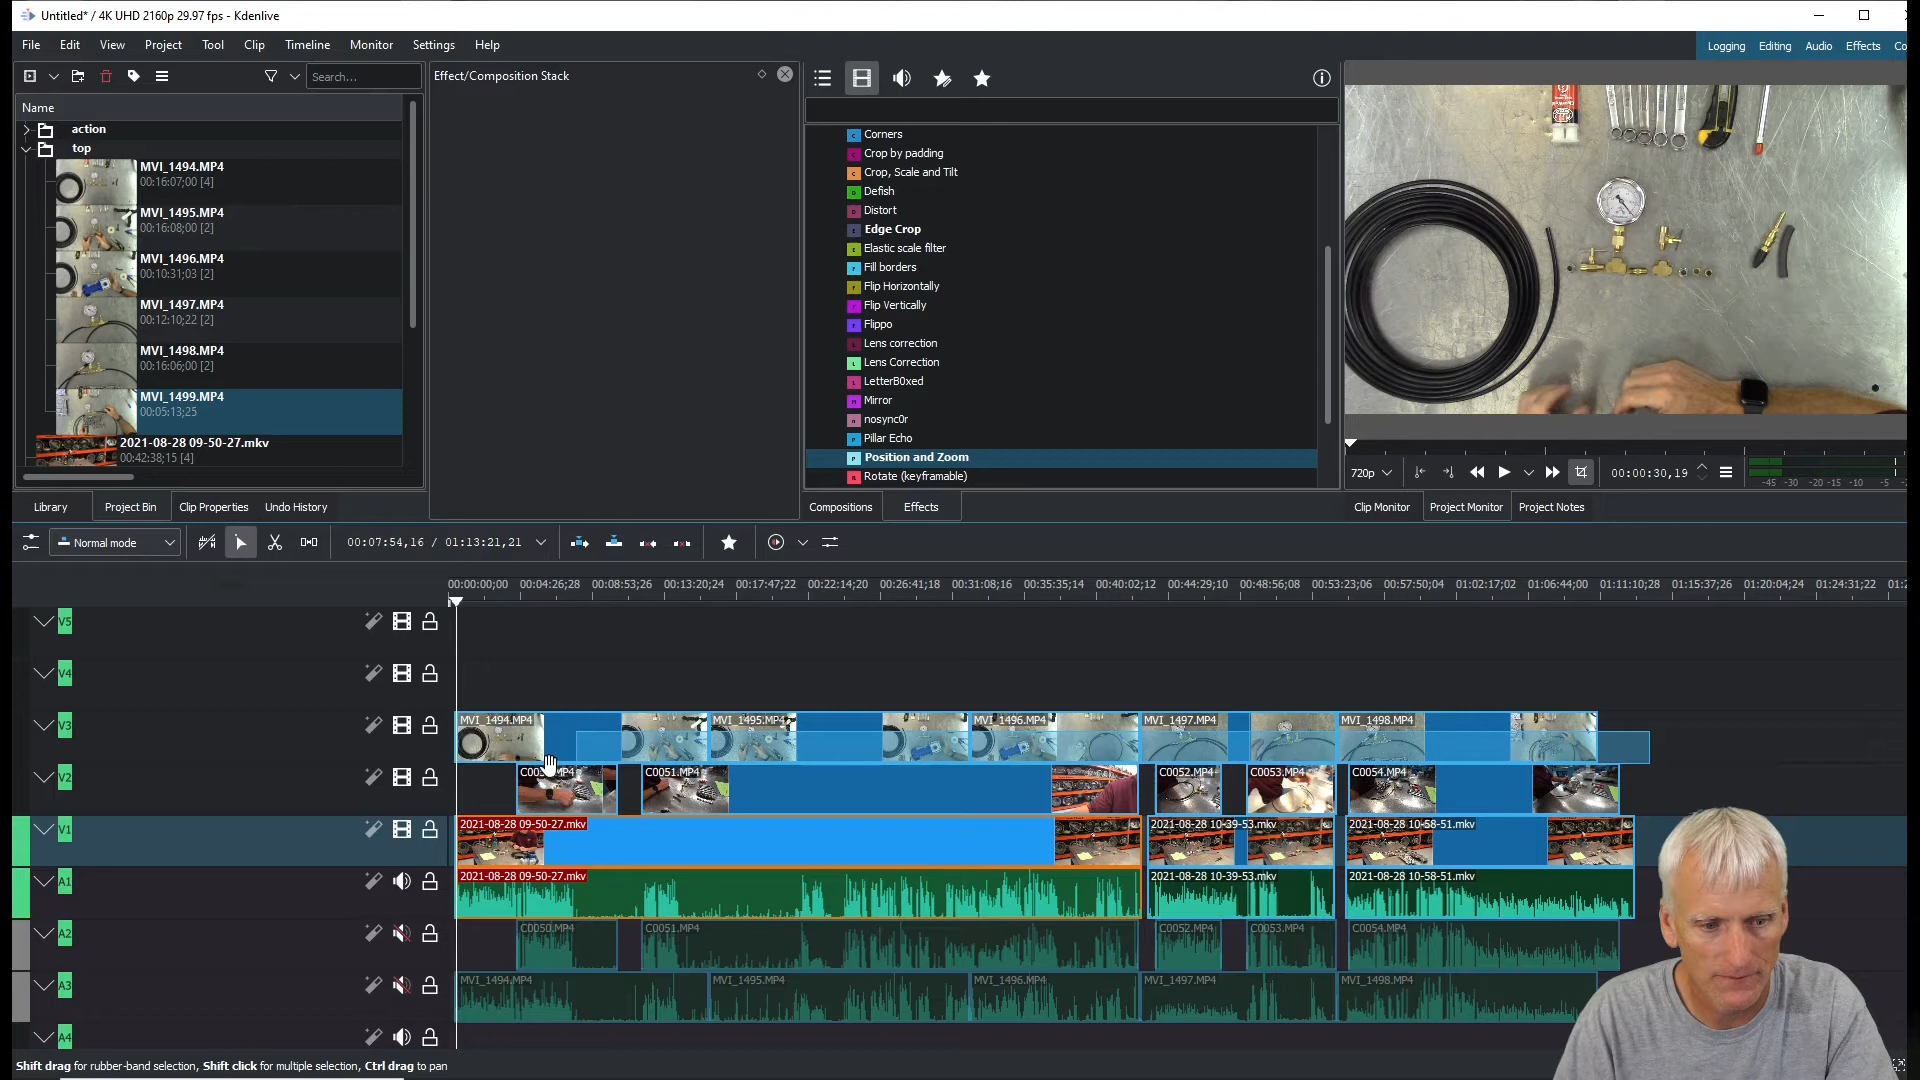 Untitled* / 4K UHD 2160p 29.97 fps - Kdenlive
File Edit View Project Tool Clip Timeline Monitor Settings Help
Logging Editing Audio Effects Co
Search...
Effect/Composition Stack
Name
action
top
MVI_1494.MP4
00:16:07;00 [4]
MVI_1495.MP4
00:16:08;00 [2]
MVI_1496.MP4
00:10:31;03 [2]
MVI_1497.MP4
00:12:10;22 [2]
MVI_1498.MP4
00:16:06;00 [2]
MVI_1499.MP4
00:05:13;25
2021-08-28 09-50-27.mkv
00:42:38;15 [4]
Corners
Crop by padding
Crop, Scale and Tilt
Defish
Distort
Edge Crop
Elastic scale filter
Fill borders
Flip Horizontally
Flip Vertically
Flippo
Lens correction
Lens Correction
LetterB0xed
Mirror
nosync0r
Pillar Echo
Position and Zoom
Rotate (keyframable)
720p 00:00:30,19 -45 -30 -20 -15 -10 -5
Library Project Bin Clip Properties Undo History
Compositions Effects
Clip Monitor Project Monitor Project Notes
Normal mode 00:07:54,16 / 01:13:21,21
00:00:00;00 00:04:26;28 00:08:53;26 00:13:20;24 00:17:47;22 00:22:14;20 00:26:41;18 00:31:08;16 00:35:35;14 00:40:02;12 00:44:29;10 00:48:56;08 00:53:23;06 00:57:50;04 01:02:17;02 01:06:44;00 01:11:10;28 01:15:37;26 01:20:04;24 01:24:31;22
V5
V4
V3 MVI_1494.MP4 MVI_1495.MP4 MVI_1496.MP4 MVI_1497.MP4 MVI_1498.MP4
V2 C0051.MP4 C0052.MP4 C0053.MP4 C0054.MP4
V1 2021-08-28 09-50-27.mkv 2021-08-28 10-39-53.mkv 2021-08-28 10-58-51.mkv
A1 2021-08-28 09-50-27.mkv 2021-08-28 10-39-53.mkv 2021-08-28 10-58-51.mkv
A2 C0050.MP4 C0051.MP4 C0052.MP4 C0053.MP4 C0054.MP4
A3 MVI_1494.MP4 MVI_1495.MP4 MVI_1496.MP4 MVI_1497.MP4 MVI_1498.MP4
A4
Shift drag for rubber-band selection, Shift click for multiple selection, Ctrl drag to pan